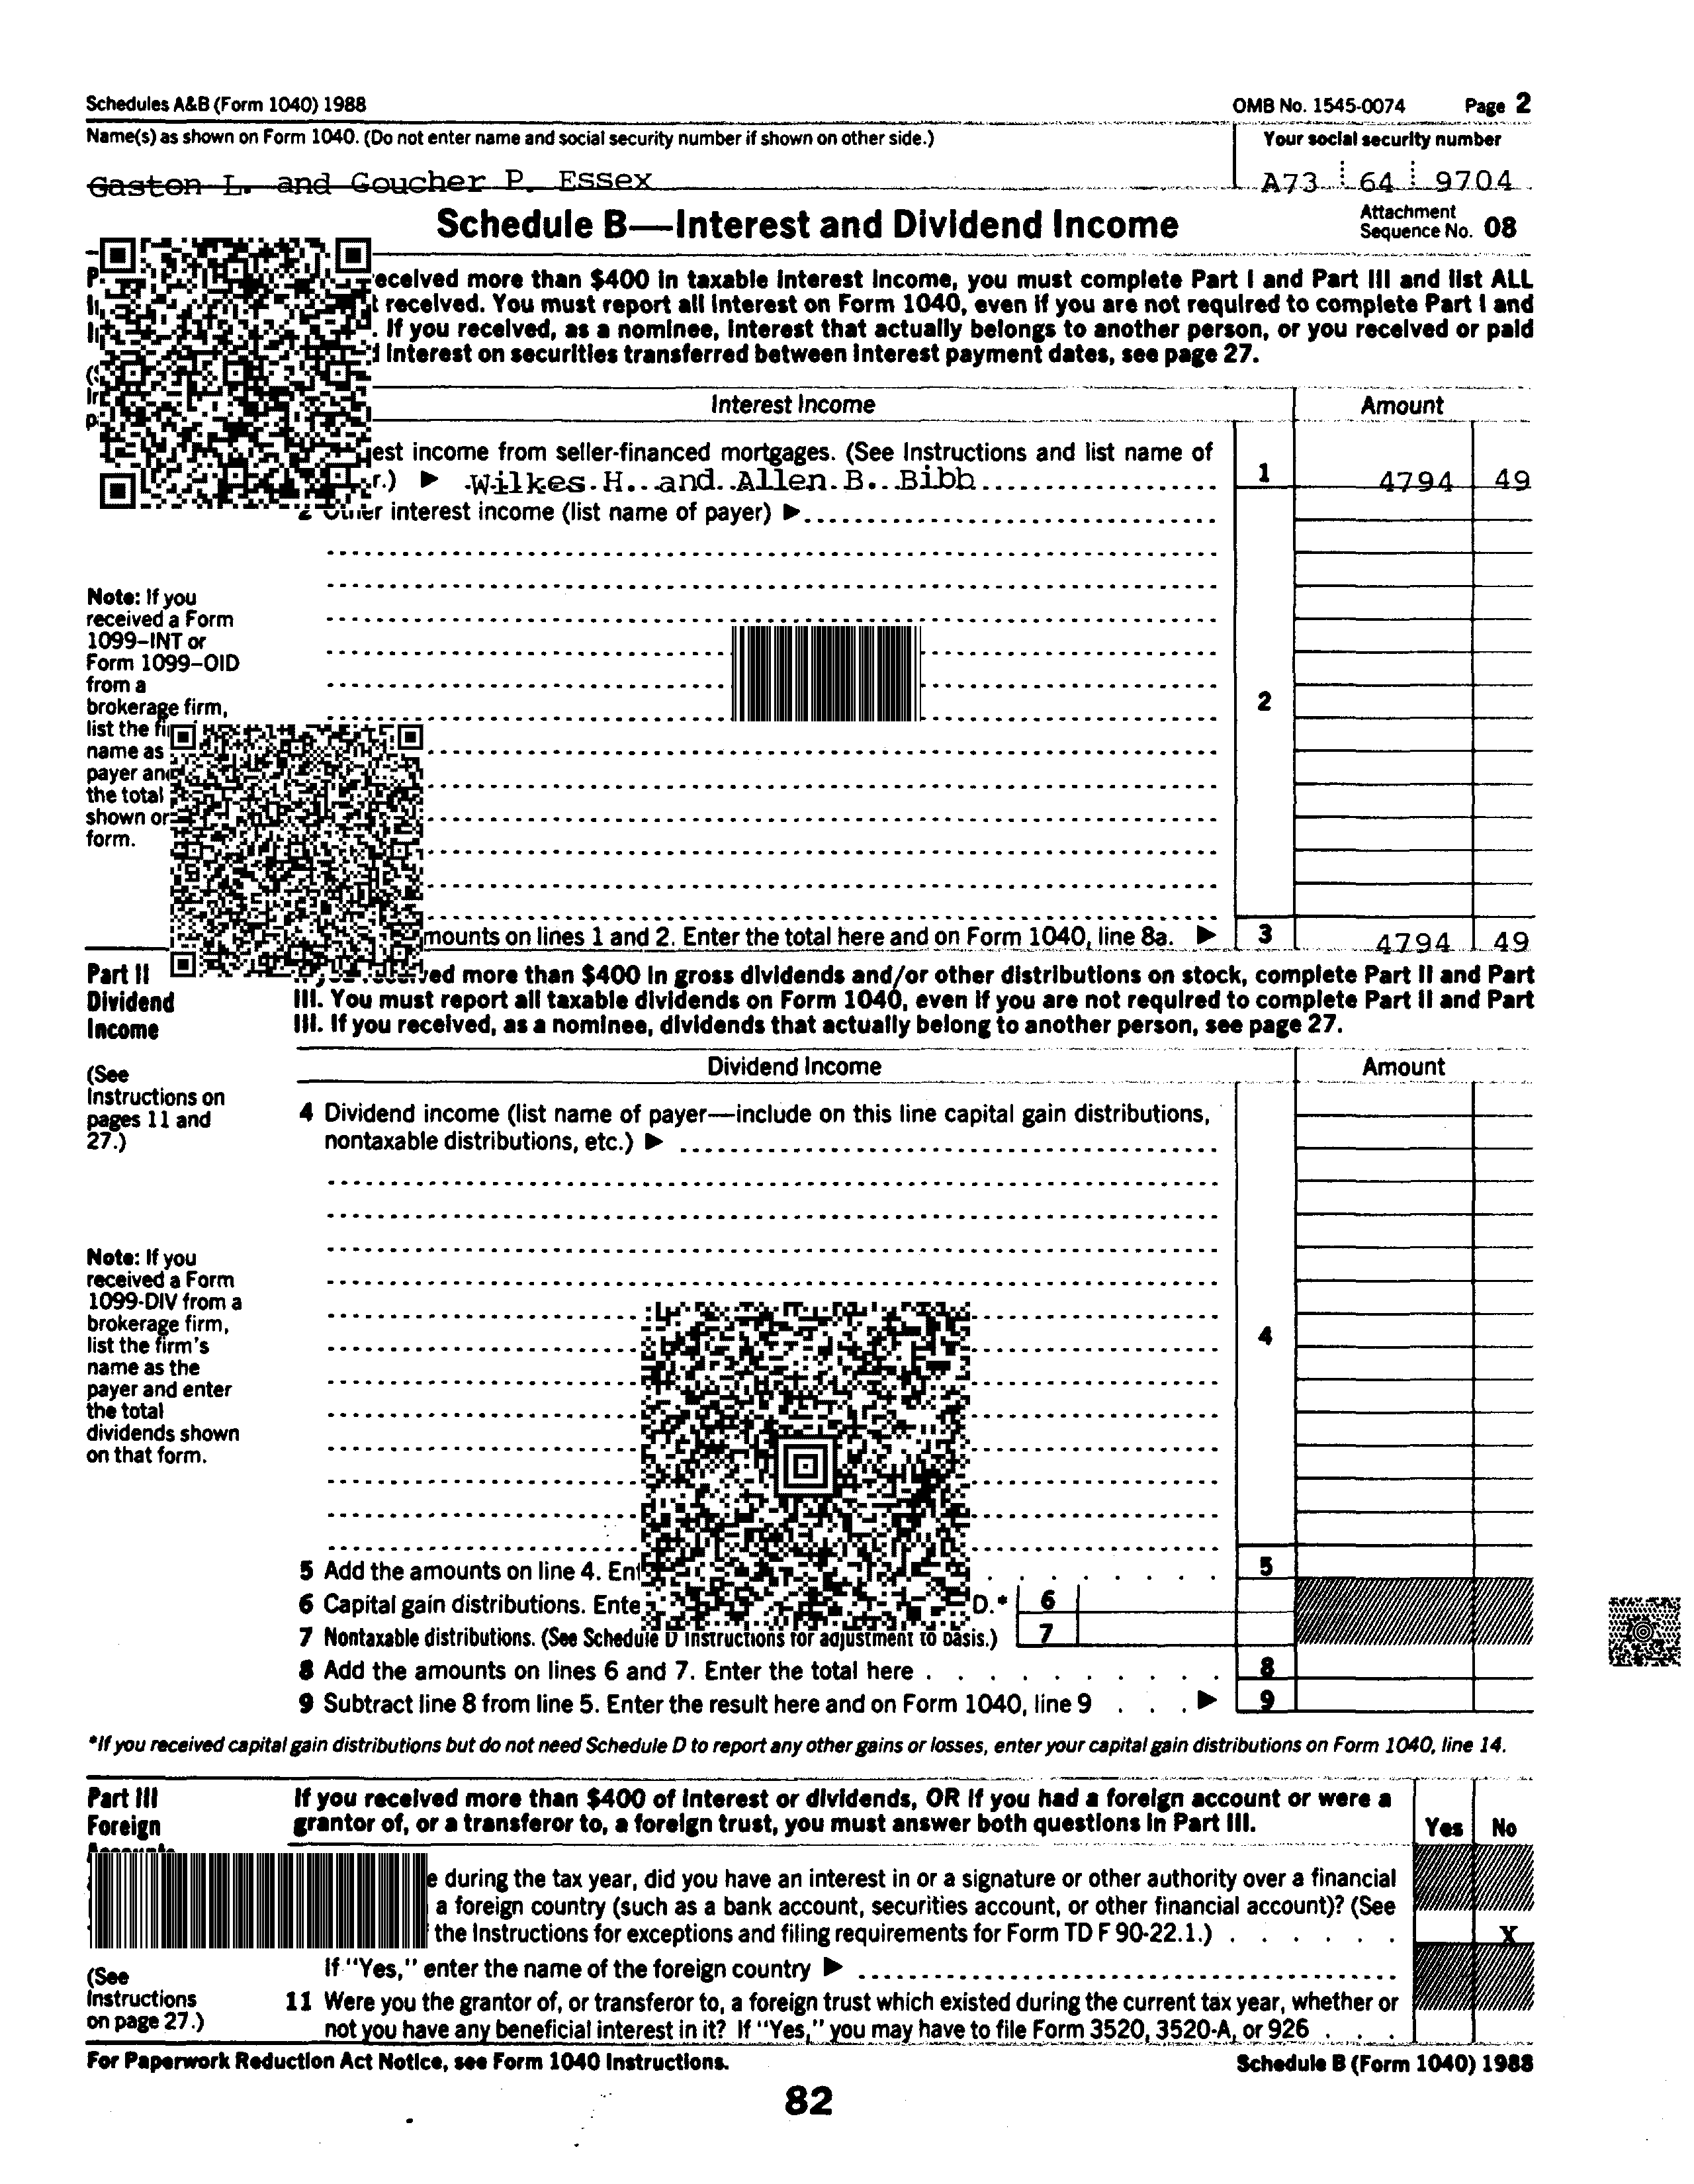 Schedules A&B (Form 1040) 1988 OMB No. 1545-0074 Page 2
Name(s) as shown on Form 1040. (Do not enter name and social security number if shown on other side.) Your social security number
Gaston L. and Goucher P. Essex A73 64 9704
Schedule B—Interest and Dividend Income Attachment
Sequence No. 08
eceived more than $400 in taxable interest income, you must complete Part I and Part III and list ALL
t received. You must report all interest on Form 1040, even if you are not required to complete Part I and
. If you received, as a nominee, interest that actually belongs to another person, or you received or paid
d interest on securities transferred between interest payment dates, see page 27.
Interest Income Amount
est income from seller-financed mortgages. (See Instructions and list name of
r.) ▶ Wilkes H. and Allen B. Bibb 1 4794 49
2 Other interest income (list name of payer) ▶
Note: If you
received a Form
1099–INT or
Form 1099–OID
from a
brokerage firm,
list the fi
name as
payer and
the total
shown on
form.
2
mounts on lines 1 and 2. Enter the total here and on Form 1040, line 8a. ▶ 3 4794 49
Part II
Dividend
Income
(See
Instructions on
pages 11 and
27.)
ved more than $400 in gross dividends and/or other distributions on stock, complete Part II and Part
III. You must report all taxable dividends on Form 1040, even if you are not required to complete Part II and Part
III. If you received, as a nominee, dividends that actually belong to another person, see page 27.
Dividend Income Amount
4 Dividend income (list name of payer—include on this line capital gain distributions,
nontaxable distributions, etc.) ▶
Note: If you
received a Form
1099-DIV from a
brokerage firm,
list the firm's
name as the
payer and enter
the total
dividends shown
on that form.
4
5 Add the amounts on line 4. Ent 5
6 Capital gain distributions. Ente D.* 6
7 Nontaxable distributions. (See Schedule D Instructions for adjustment to basis.) 7
8 Add the amounts on lines 6 and 7. Enter the total here 8
9 Subtract line 8 from line 5. Enter the result here and on Form 1040, line 9 ▶ 9
*If you received capital gain distributions but do not need Schedule D to report any other gains or losses, enter your capital gain distributions on Form 1040, line 14.
Part III
Foreign
Accounts
(See
Instructions
on page 27.)
If you received more than $400 of interest or dividends, OR if you had a foreign account or were a
grantor of, or a transferor to, a foreign trust, you must answer both questions in Part III. Yes No
e during the tax year, did you have an interest in or a signature or other authority over a financial
a foreign country (such as a bank account, securities account, or other financial account)? (See
the Instructions for exceptions and filing requirements for Form TD F 90-22.1.) X
If "Yes," enter the name of the foreign country ▶
11 Were you the grantor of, or transferor to, a foreign trust which existed during the current tax year, whether or
not you have any beneficial interest in it? If "Yes," you may have to file Form 3520, 3520-A, or 926
For Paperwork Reduction Act Notice, see Form 1040 Instructions. Schedule B (Form 1040) 1988
82